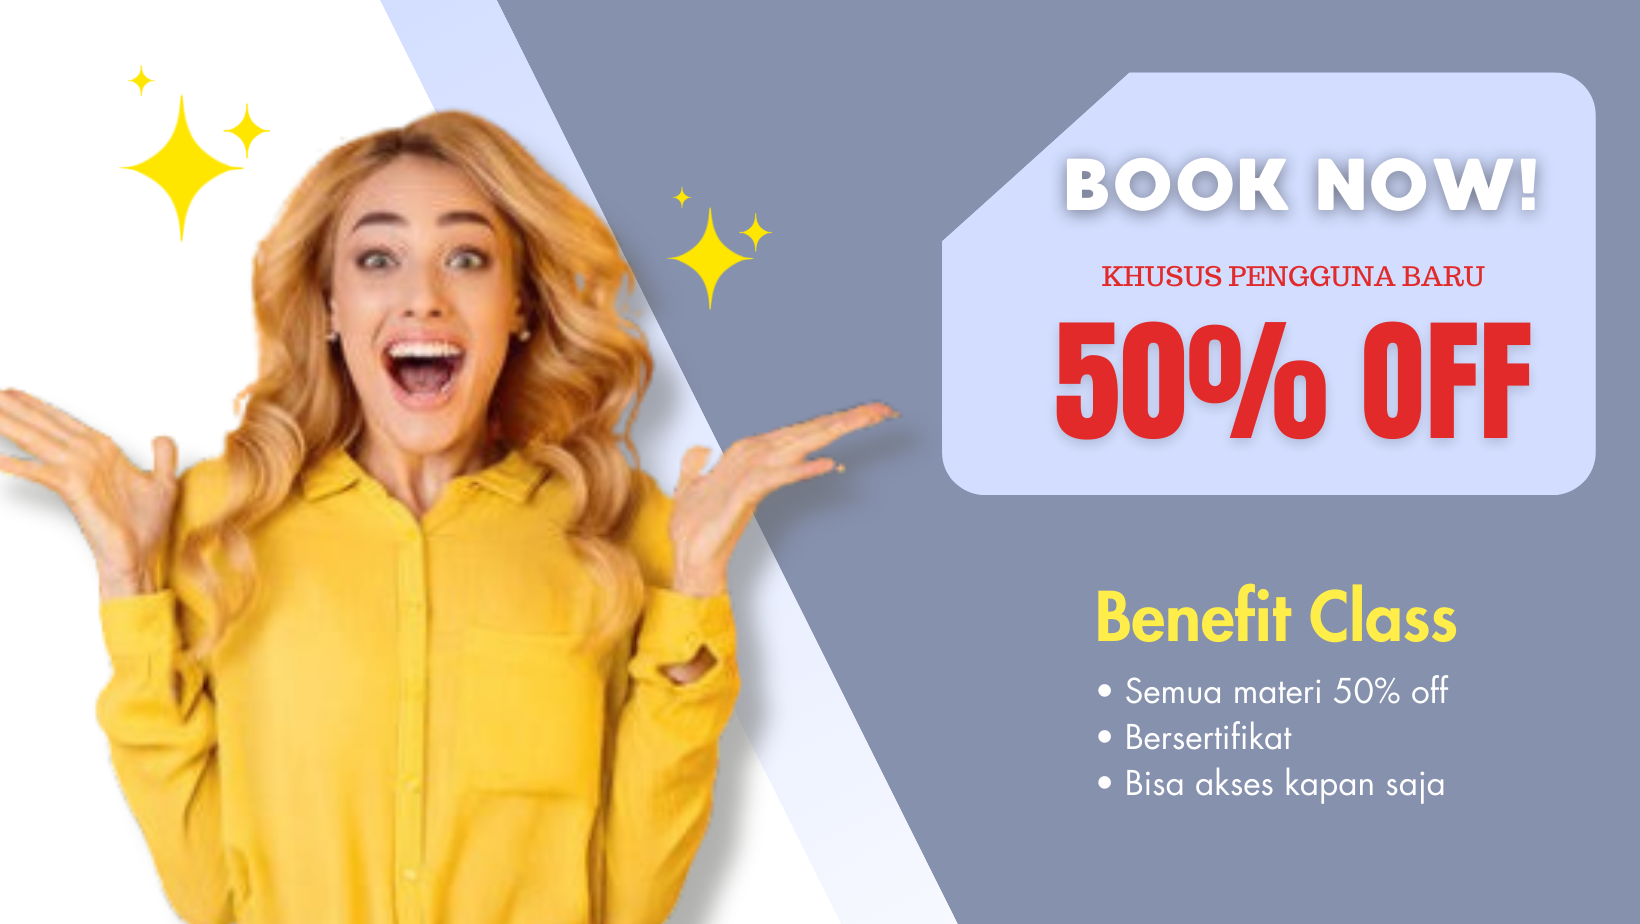 BOOK NOW!
KHUSUS PENGGUNA BARU
50% OFF
Benefit Class
• Semua materi 50% off
• Bersertifikat
• Bisa akses kapan saja